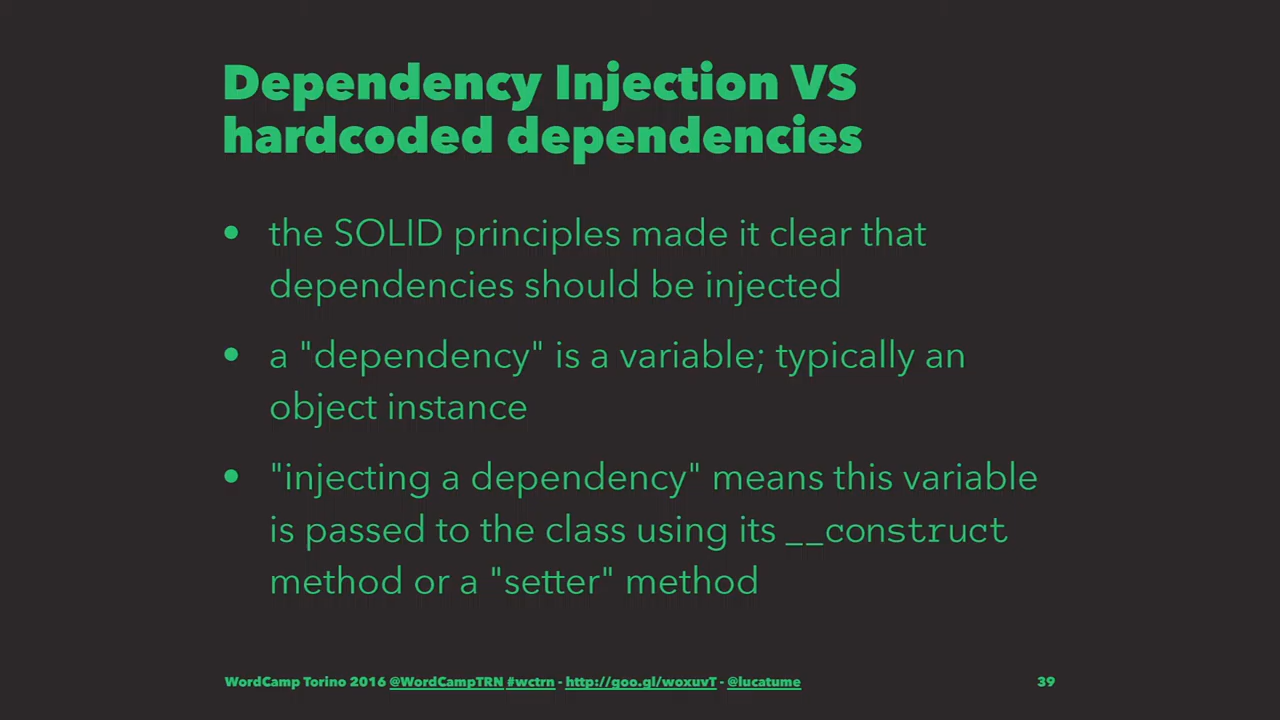 Dependency Injection VS
hardcoded dependencies
• the SOLID principles made it clear that
dependencies should be injected
• a "dependency" is a variable; typically an
object instance
• "injecting a dependency" means this variable
is passed to the class using its __construct
method or a "setter" method
WordCamp Torino 2016 @WordCampTRN #wctrn - http://goo.gl/woxuvT - @lucatume 39